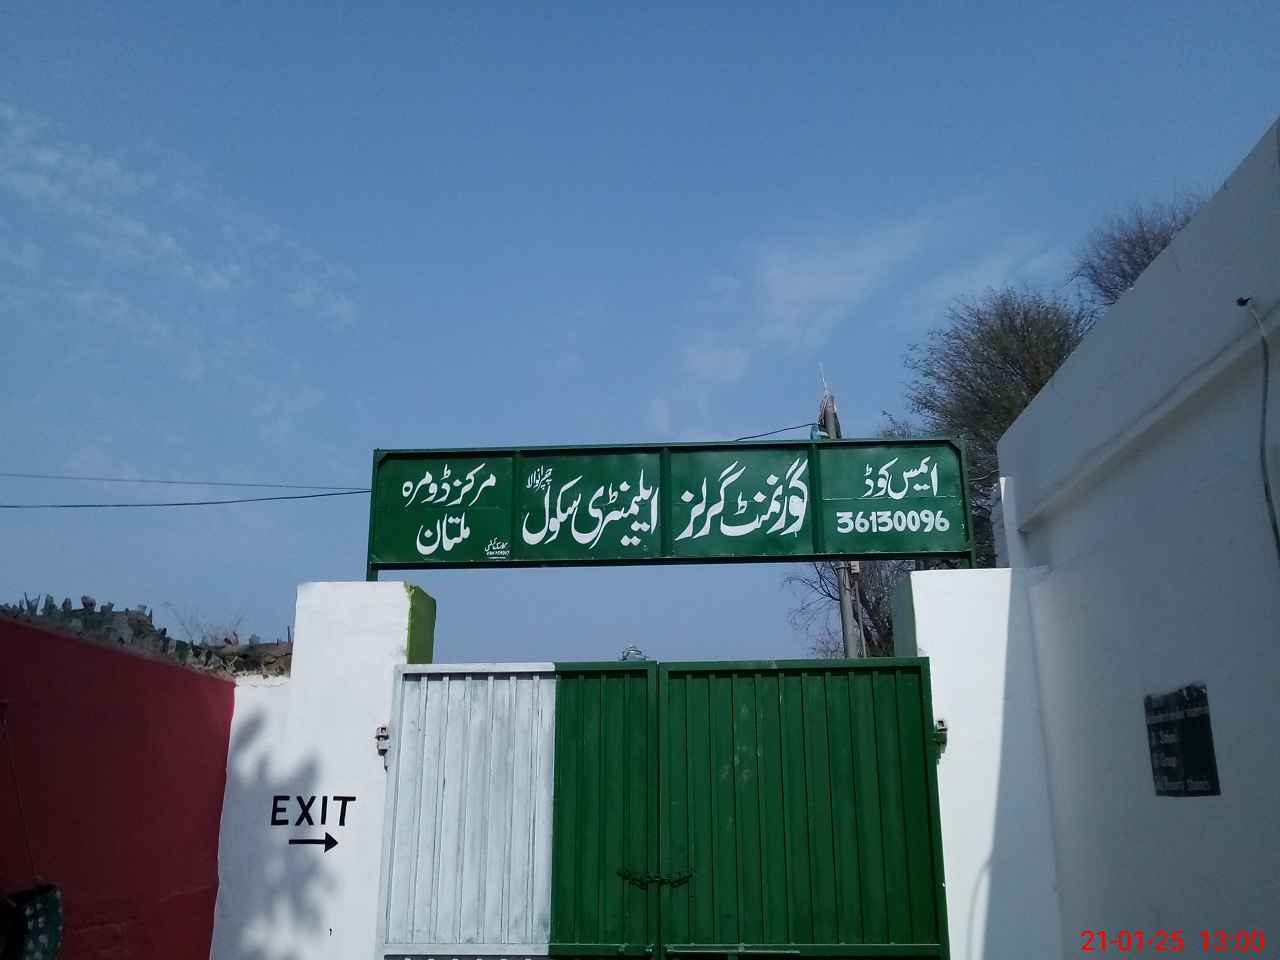 ایمس کوڈ
36130096
گورنمنٹ گرلز
ایلیمنٹری سکول
مرکز ڈومرہ
ملتان
EXIT
21-01-25 13:00